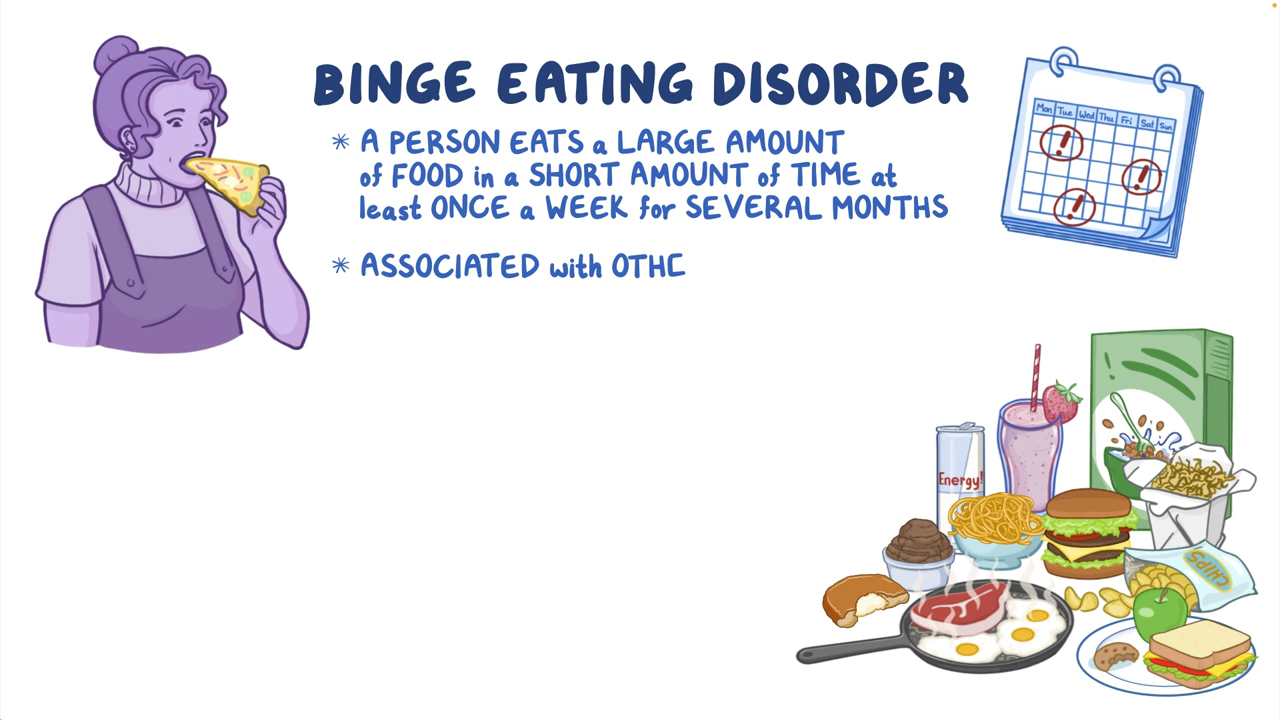 BINGE EATING DISORDER
* A PERSON EATS a LARGE AMOUNT
of FOOD in a SHORT AMOUNT of TIME at
least ONCE a WEEK for SEVERAL MONTHS
* ASSOCIATED with OTHC
Mon Tue Wed Thu Fri Sat Sun
!
!
!
Energy!
CHIPS